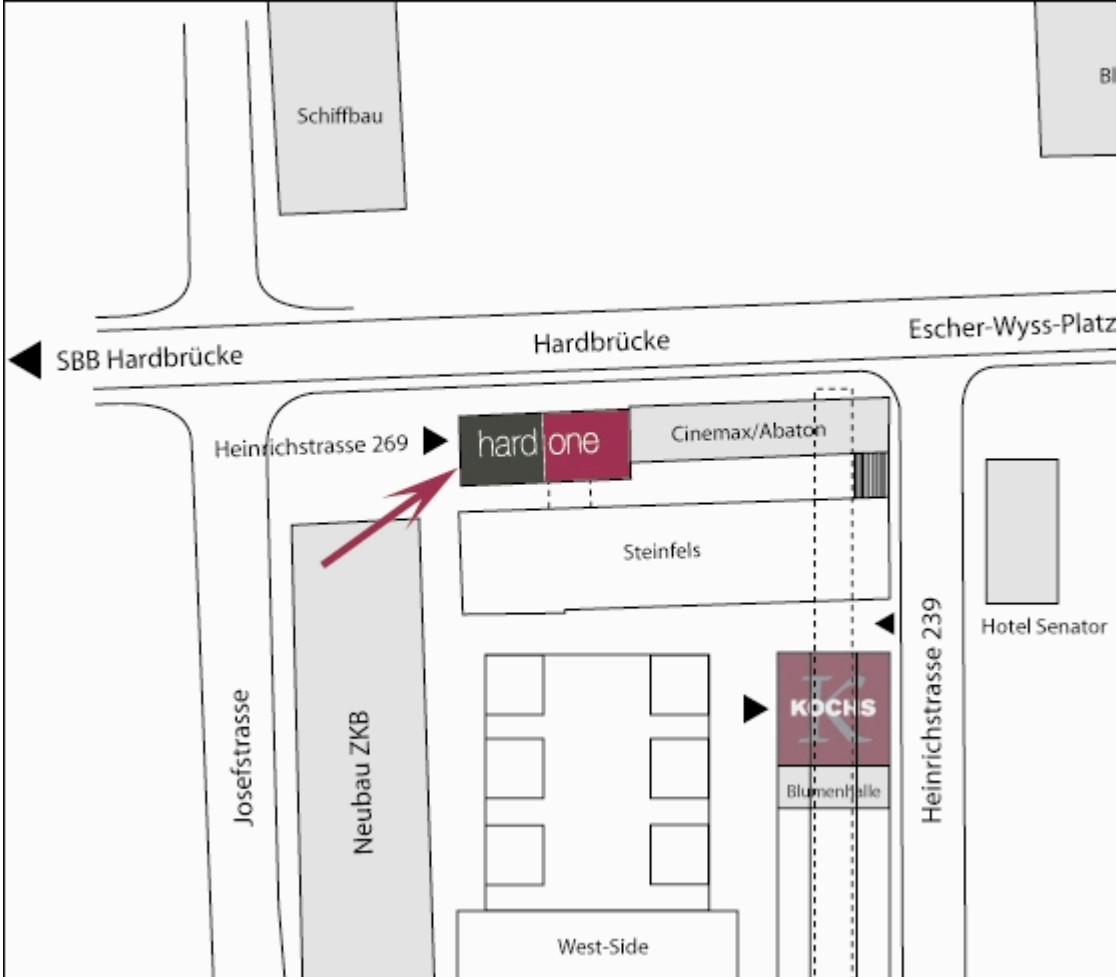 Schiffbau
Bl
SBB Hardbrücke
Hardbrücke
Escher-Wyss-Platz
Heinrichstrasse 269
hard one
Cinemax/Abaton
Steinfels
Hotel Senator
Heinrichstrasse 239
K
KOCHS
Blumenhalle
Josefstrasse
Neubau ZKB
West-Side